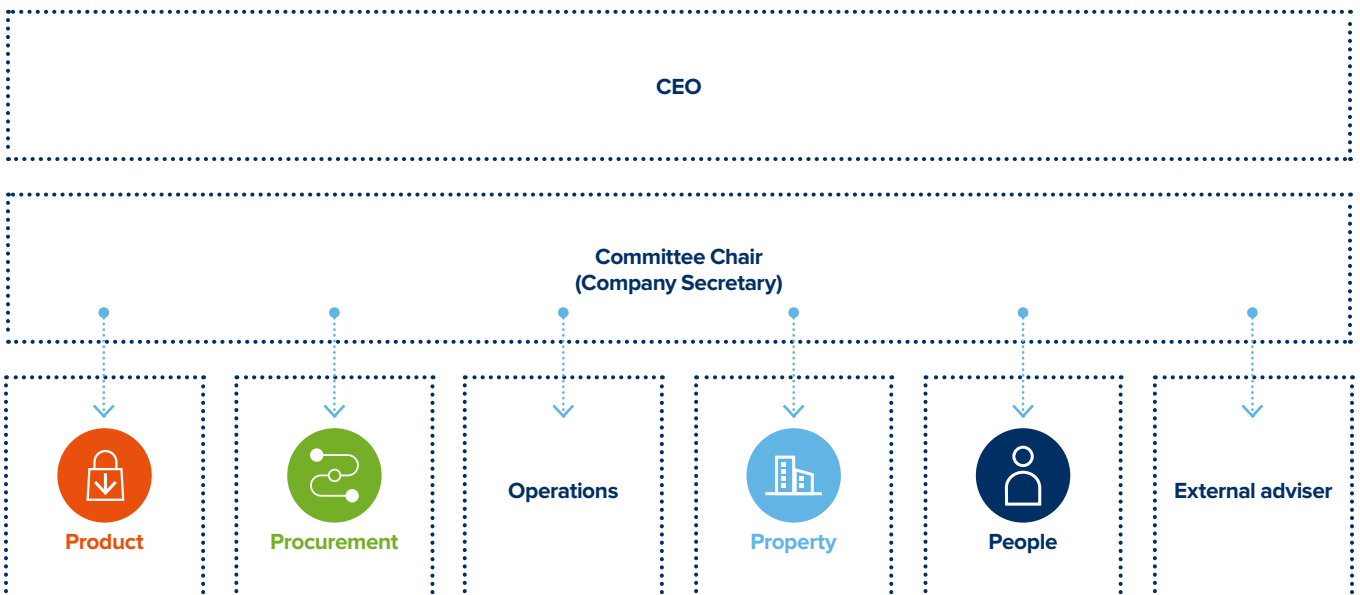 CEO
Committee Chair
(Company Secretary)
Product
Procurement
Operations
Property
People
External adviser